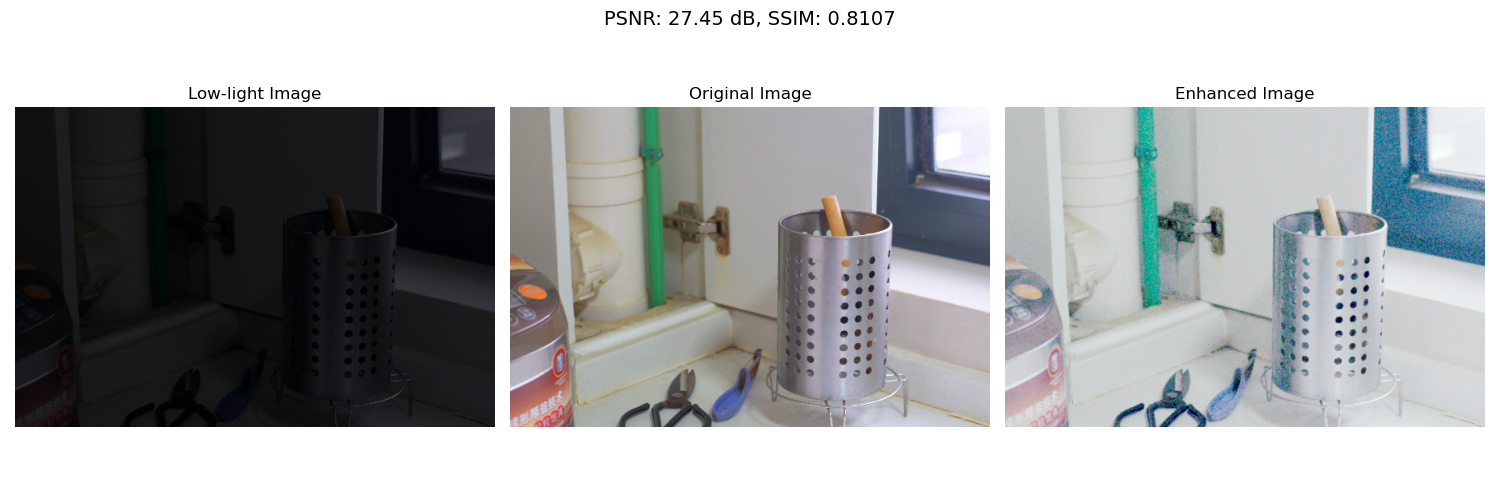 PSNR: 27.45 dB, SSIM: 0.8107
Low-light Image
Original Image
Enhanced Image